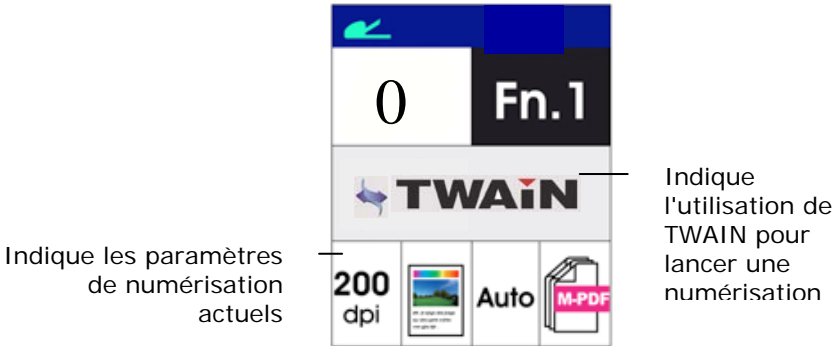 0
Fn.1
TWAiN
Indique
l'utilisation de
TWAIN pour
lancer une
numérisation
Indique les paramètres
de numérisation
actuels
200
dpi
Auto
M-PDF